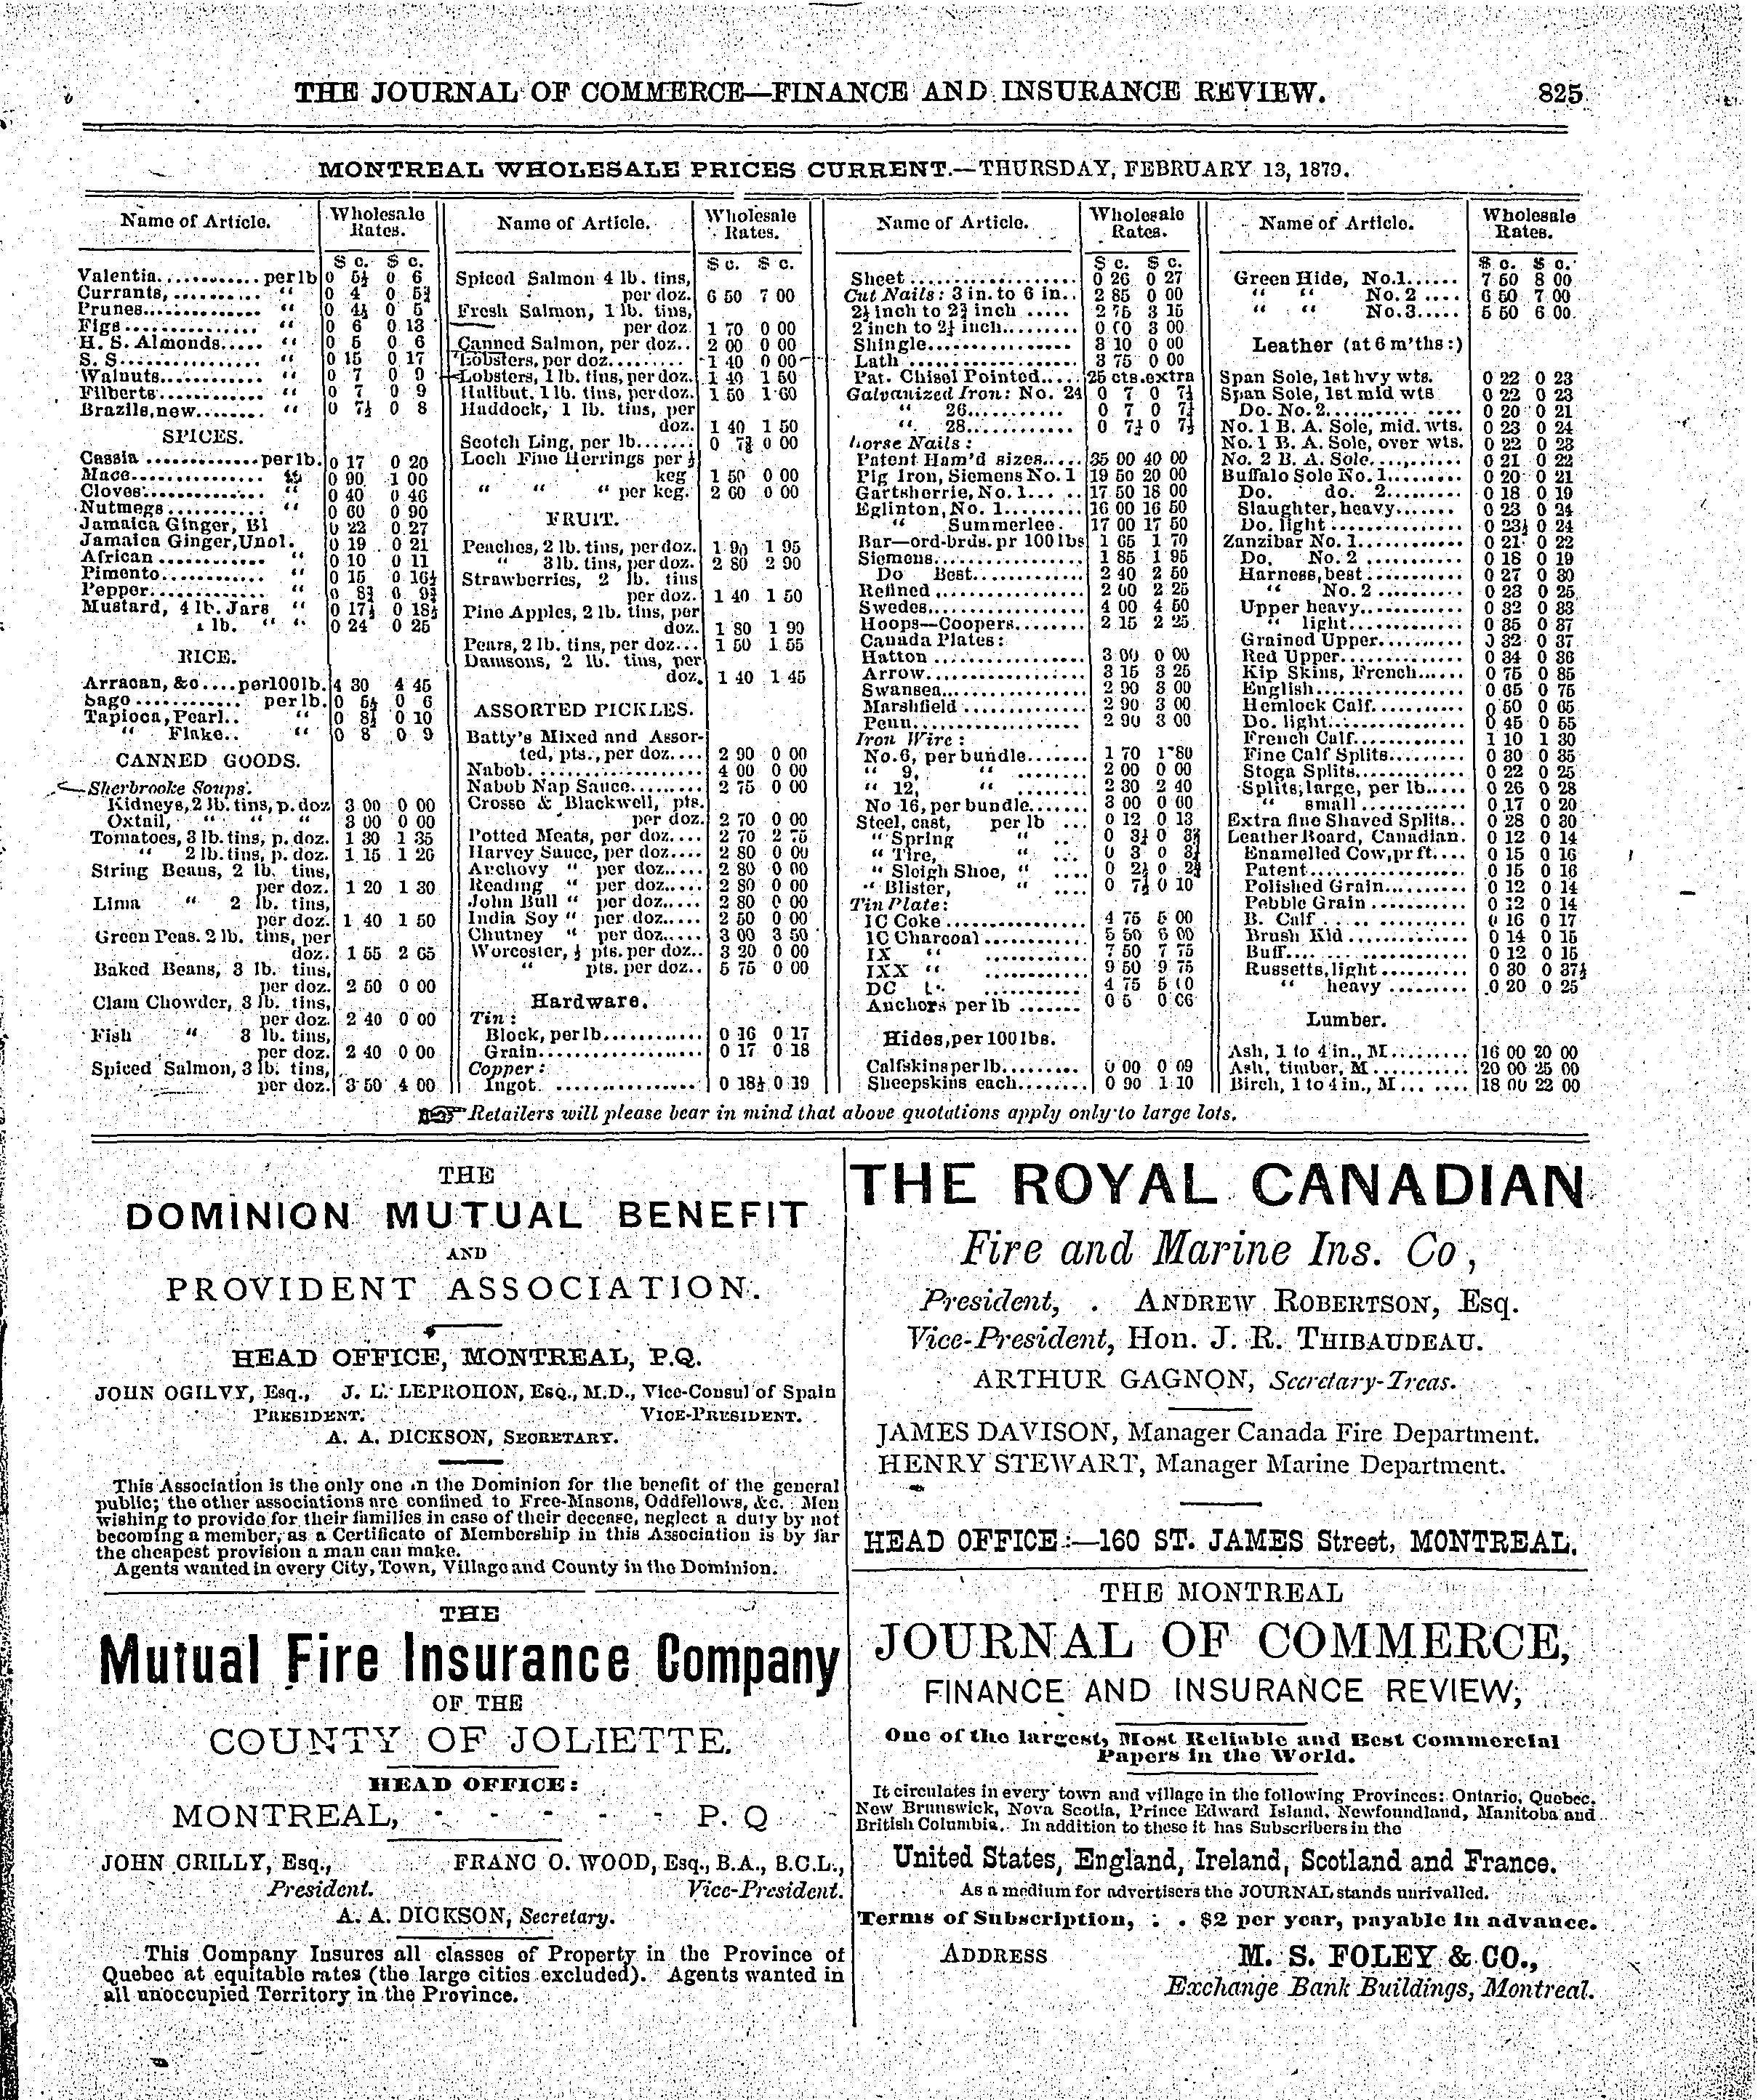 THE JOURNAL OF COMMERCE—FINANCE AND INSURANCE REVIEW. 825
MONTREAL WHOLESALE PRICES CURRENT.—THURSDAY, FEBRUARY 13, 1879.
Name of Article. Wholesale Rates.
$ c. $ c.
Valentia............ per lb 0 5½ 0 6
Currants, .......... “ 0 4 0 5¾
Prunes.............. “ 0 4½ 0 5
Figs............... “ 0 6 0 13
H. S. Almonds..... “ 0 5 0 6
S. S................ “ 0 15 0 17
Walnuts............ “ 0 7 0 9
Filberts............ “ 0 7 0 9
Brazils, new........ “ 0 7½ 0 8
SPICES.
Cassia ............. per lb. 0 17 0 20
Mace............... “ 0 90 1 00
Cloves.............. “ 0 40 0 46
Nutmegs........... “ 0 60 0 90
Jamaica Ginger, Bl 0 22 0 27
Jamaica Ginger, Unbl. 0 19 0 21
African ............. 0 10 0 11
Pimento............ “ 0 15 0 16½
Pepper............. “ 0 8¾ 0 9¾
Mustard, 4 lb. Jars “ 0 17½ 0 18½
lb. “ “ 0 24 0 25
RICE.
Arracan, &c.... per 100 lb. 4 30 4 45
Sago............... per lb. 0 5½ 0 6
Tapioca, Pearl.. “ 0 8½ 0 10
“ Flake.. “ 0 8 0 9
CANNED GOODS.
Sherbrooke Soups.
Kidneys, 2 lb. tins, p. doz 3 00 0 00
Oxtail, “ “ “ 3 00 0 00
Tomatoes, 3 lb. tins, p. doz. 1 30 1 35
“ 2 lb. tins, p. doz. 1 15 1 20
String Beans, 2 lb. tins,
per doz. 1 20 1 30
Lima “ 2 lb. tins,
per doz. 1 40 1 50
Green Peas. 2 lb. tins, per
doz. 1 55 2 65
Baked Beans, 3 lb. tins,
per doz. 2 50 0 00
Clam Chowder, 3 lb. tins,
per doz. 2 40 0 00
Fish “ 3 lb. tins,
per doz. 2 40 0 00
Spiced Salmon, 3 lb. tins,
per doz. 3 50 4 00
Name of Article. Wholesale Rates.
$ c. $ c.
Spiced Salmon 4 lb. tins,
per doz. 6 50 7 00
Fresh Salmon, 1 lb. tins,
per doz. 1 70 0 00
Canned Salmon, per doz.. 2 00 0 00
Lobsters, per doz.......... 1 40 0 00
Lobsters, 1 lb. tins, per doz. 1 40 1 50
Halibut, 1 lb. tins, per doz. 1 50 1 60
Haddock, 1 lb. tins, per
doz. 1 40 1 50
Scotch Ling, per lb....... 0 7¾ 0 00
Loch Fine Herrings per ½
keg 1 50 0 00
“ “ “ per keg. 2 60 0 00
FRUIT.
Peaches, 2 lb. tins, per doz. 1 90 1 95
“ 3 lb. tins, per doz. 2 80 2 90
Strawberries, 2 lb. tins
per doz. 1 40 1 50
Pine Apples, 2 lb. tins, per
doz. 1 80 1 90
Pears, 2 lb. tins, per doz... 1 50 1 55
Damsons, 2 lb. tins, per
doz. 1 40 1 45
ASSORTED PICKLES.
Batty's Mixed and Assor-
ted, pts., per doz.... 2 90 0 00
Nabob..................... 4 00 0 00
Nabob Nap Sauce......... 2 75 0 00
Crosse & Blackwell, pts.
per doz. 2 70 0 00
Potted Meats, per doz.... 2 70 2 75
Harvey Sauce, per doz.... 2 80 0 00
Anchovy “ per doz..... 2 80 0 00
Reading “ per doz..... 2 80 0 00
John Bull “ per doz..... 2 80 0 00
India Soy “ per doz..... 2 50 0 00
Chutney “ per doz..... 3 00 3 50
Worcester, ½ pts. per doz.. 3 20 0 00
“ pts. per doz.. 5 75 0 00
Hardware.
Tin:
Block, per lb............ 0 16 0 17
Grain.................... 0 17 0 18
Copper:
Ingot. ................. 0 18½ 0 19
Name of Article. Wholesale Rates.
$ c. $ c.
Sheet.................... 0 26 0 27
Cut Nails: 3 in. to 6 in.. 2 85 0 00
2½ inch to 2¾ inch ..... 2 75 3 15
2 inch to 2¼ inch......... 0 00 3 00
Shingle.................. 3 10 0 00
Lath .................... 3 75 0 00
Pat. Chisel Pointed..... 25 cts. extra
Galvanized Iron: No. 24 0 7 0 7½
“ 26........... 0 7 0 7½
“ 28............ 0 7½ 0 7½
Horse Nails:
Patent Ham'd sizes..... 35 00 40 00
Pig Iron, Siemens No. 1 19 50 20 00
Gartsherrie, No. 1... .. 17 50 18 00
Eglinton, No. 1........ 16 00 16 50
“ Summerlee. 17 00 17 50
Bar—ord-brds. pr 100 lbs 1 65 1 70
Siemens............... 1 85 1 95
Do Best............. 2 40 2 50
Refined ................ 2 00 2 25
Swedes................. 4 00 4 50
Hoops—Coopers........ 2 15 2 25
Canada Plates:
Hatton ................. 3 00 0 00
Arrow.................. 3 15 3 25
Swansea................ 2 90 3 00
Marshfield .............. 2 90 3 00
Penn.................... 2 90 3 00
Iron Wire:
No. 6, per bundle....... 1 70 1 80
“ 9, “ ........ 2 00 0 00
“ 12, “ ........ 2 30 2 40
No 16, per bundle....... 3 00 0 00
Steel, cast, per lb ... 0 12 0 13
“ Spring “ .. 0 3¼ 0 3¾
“ Tire, “ ... 0 3 0 3½
“ Sleigh Shoe, “ .... 0 2½ 0 2¾
“ Blister, “ .... 0 7½ 0 10
Tin Plate:
IC Coke................. 4 75 5 00
IC Charcoal............ 5 50 6 00
IX “ ............ 7 50 7 75
IXX “ ............ 9 50 9 75
DC “ ............ 4 75 5 00
Anchors per lb ....... 0 5 0 06
Hides, per 100 lbs.
Calfskins per lb......... 0 00 0 09
Sheepskins each........ 0 90 1 10
Name of Article. Wholesale Rates.
$ c. $ c.
Green Hide, No. 1...... 7 50 8 00
“ “ No. 2 .... 6 50 7 00
“ “ No. 3..... 5 50 6 00
Leather (at 6 m'ths:)
Span Sole, 1st hvy wts. 0 22 0 23
Span Sole, 1st mid wts 0 22 0 23
Do. No. 2........... .... 0 20 0 21
No. 1 B. A. Sole, mid. wts. 0 23 0 24
No. 1 B. A. Sole, over wts. 0 22 0 23
No. 2 B. A. Sole.......... 0 21 0 22
Buffalo Sole No. 1........ 0 20 0 21
Do. do. 2......... 0 18 0 19
Slaughter, heavy....... 0 23 0 24
Do. light ............... 0 23½ 0 24
Zanzibar No. 1........... 0 21 0 22
Do. No. 2 ........... 0 18 0 19
Harness, best........... 0 27 0 30
“ No. 2 .......... 0 23 0 25
Upper heavy............ 0 32 0 33
“ light............. 0 35 0 37
Grained Upper.......... 0 32 0 37
Red Upper.............. 0 34 0 36
Kip Skins, French...... 0 75 0 85
English................. 0 65 0 75
Hemlock Calf.......... 0 50 0 65
Do. light................ 0 45 0 55
French Calf............. 1 10 1 30
Fine Calf Splits......... 0 30 0 35
Stoga Splits............. 0 22 0 25
Splits, large, per lb..... 0 26 0 28
“ small ............ 0 17 0 20
Extra fine Shaved Splits.. 0 28 0 30
Leather Board, Canadian. 0 12 0 14
Enamelled Cow, pr ft.... 0 15 0 16
Patent.................. 0 15 0 16
Polished Grain.......... 0 12 0 14
Pebble Grain ........... 0 12 0 14
B. Calf .... ............ 0 16 0 17
Brush Kid .............. 0 14 0 15
Buff.... ................ 0 12 0 15
Russetts, light.......... 0 30 0 37½
“ heavy ......... 0 20 0 25
Lumber.
Ash, 1 to 4 in., M......... 16 00 20 00
Ash, timber, M .......... 20 00 25 00
Birch, 1 to 4 in., M... .... 18 00 22 00
Retailers will please bear in mind that above quotations apply only to large lots.
THE
DOMINION MUTUAL BENEFIT
AND
PROVIDENT ASSOCIATION.
HEAD OFFICE, MONTREAL, P.Q.
JOHN OGILVY, Esq., J. L. LEPROHON, ESQ., M.D., Vice-Consul of Spain
PRESIDENT. VICE-PRESIDENT.
A. A. DICKSON, SECRETARY.
This Association is the only one in the Dominion for the benefit of the general
public; the other associations are confined to Free-Masons, Oddfellows, &c. Men
wishing to provide for their families in case of their decease, neglect a duty by not
becoming a member, as a Certificate of Membership in this Association is by far
the cheapest provision a man can make.
Agents wanted in every City, Town, Village and County in the Dominion.
THE
Mutual Fire Insurance Company
OF THE
COUNTY OF JOLIETTE.
HEAD OFFICE:
MONTREAL, - - - - - P. Q
JOHN CRILLY, Esq., FRANC O. WOOD, Esq., B.A., B.C.L.,
President. Vice-President.
A. A. DICKSON, Secretary.
This Company Insures all classes of Property in the Province of
Quebec at equitable rates (the large cities excluded). Agents wanted in
all unoccupied Territory in the Province.
THE ROYAL CANADIAN
Fire and Marine Ins. Co,
President, . ANDREW ROBERTSON, Esq.
Vice-President, Hon. J. R. THIBAUDEAU.
ARTHUR GAGNON, Secretary-Treas.
JAMES DAVISON, Manager Canada Fire Department.
HENRY STEWART, Manager Marine Department.
HEAD OFFICE:—160 ST. JAMES Street, MONTREAL.
THE MONTREAL
JOURNAL OF COMMERCE,
FINANCE AND INSURANCE REVIEW,
One of the largest, Most Reliable and Best Commercial
Papers in the World.
It circulates in every town and village in the following Provinces: Ontario, Quebec,
New Brunswick, Nova Scotia, Prince Edward Island, Newfoundland, Manitoba and
British Columbia. In addition to these it has Subscribers in the
United States, England, Ireland, Scotland and France.
As a medium for advertisers the JOURNAL stands unrivalled.
Terms of Subscription, : . $2 per year, payable in advance.
ADDRESS M. S. FOLEY & CO.,
Exchange Bank Buildings, Montreal.